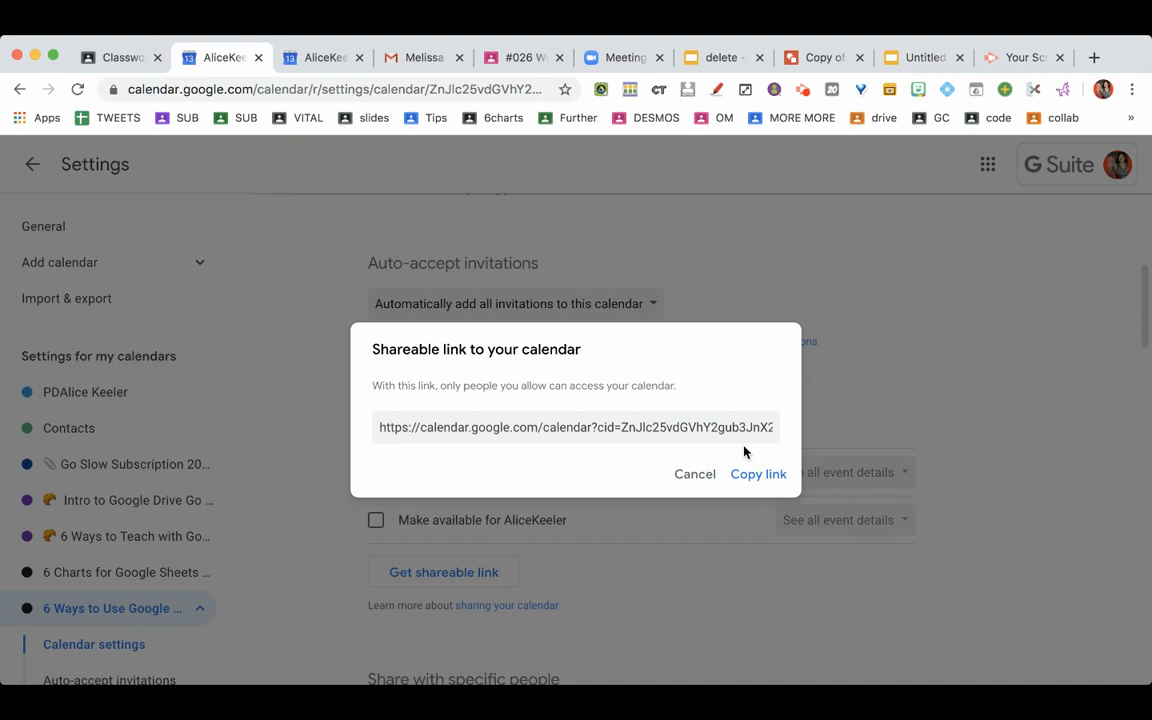 Classwo
AliceKee
AliceKee
Melissa
#026 W
Meeting
delete -
Copy of
Untitled
Your Sc
calendar.google.com/calendar/r/settings/calendar/ZnJlc25vdGVhY2...
Apps
TWEETS
SUB
SUB
VITAL
slides
Tips
6charts
Further
DESMOS
OM
MORE MORE
drive
GC
code
collab
»
Settings
G Suite
General
Add calendar
Import & export
Settings for my calendars
PDAlice Keeler
Contacts
Go Slow Subscription 20...
Intro to Google Drive Go ...
6 Ways to Teach with Go...
6 Charts for Google Sheets ...
6 Ways to Use Google ...
Calendar settings
Auto-accept invitations
Auto-accept invitations
Automatically add all invitations to this calendar
ons
Shareable link to your calendar
With this link, only people you allow can access your calendar.
https://calendar.google.com/calendar?cid=ZnJlc25vdGVhY2gub3JnX2
Cancel
Copy link
all event details
Make available for AliceKeeler
See all event details
Get shareable link
Learn more about sharing your calendar
Share with specific people